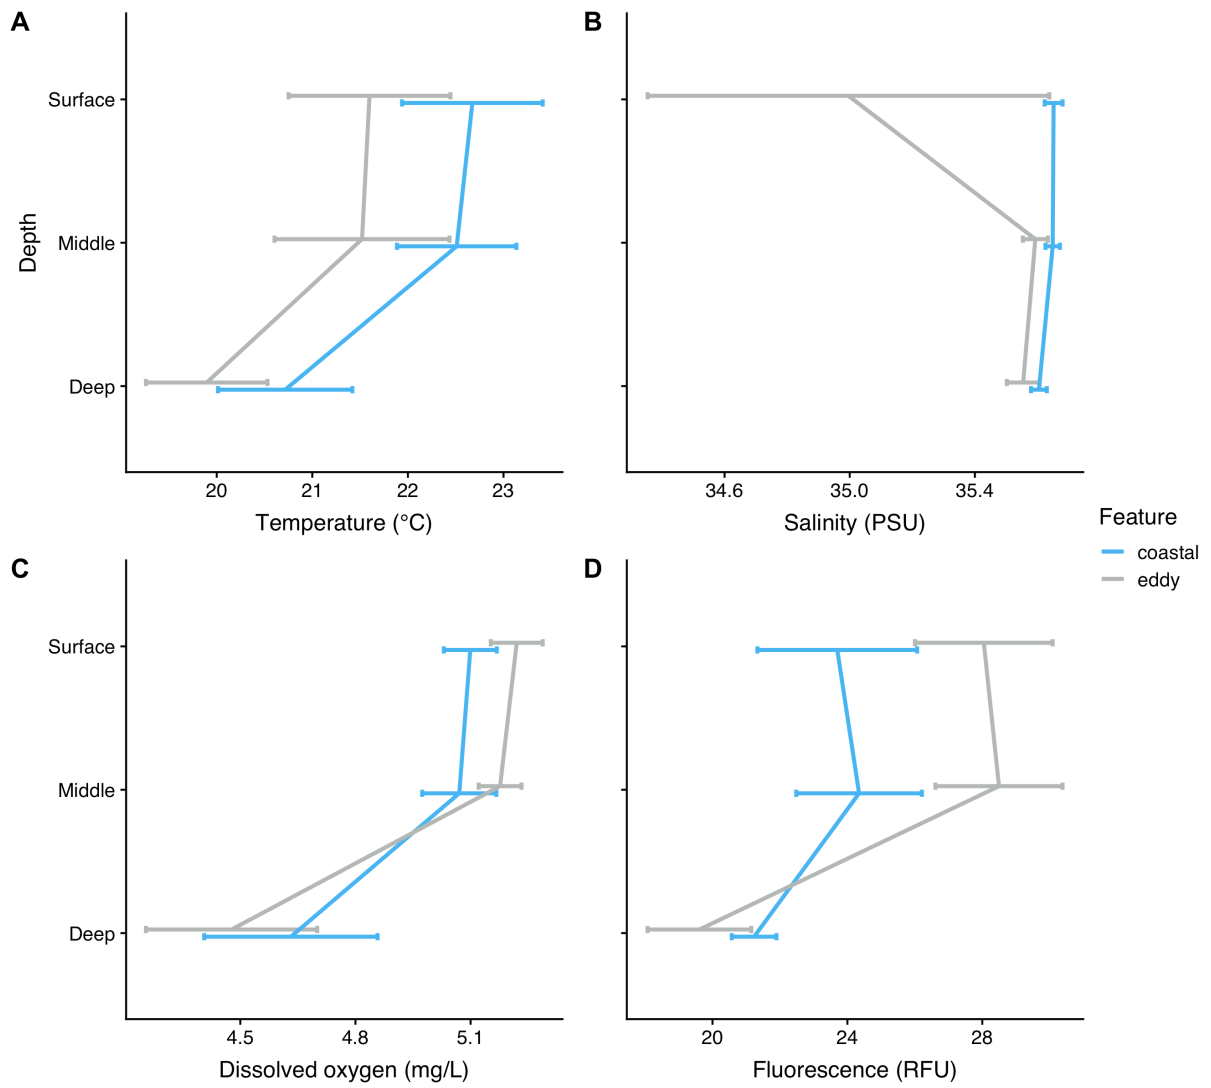 A
B
Surface
Middle
Deep
Depth
20 21 22 23
34.6 35.0 35.4
Temperature (°C)
Salinity (PSU)
Feature
coastal
eddy
C
D
Surface
Middle
Deep
4.5 4.8 5.1
20 24 28
Dissolved oxygen (mg/L)
Fluorescence (RFU)